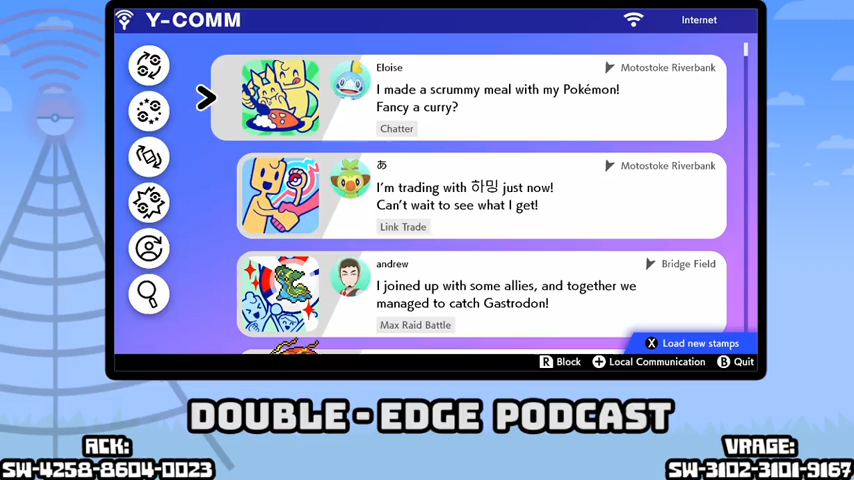 Y-COMM
Internet
Eloise
Motostoke Riverbank
I made a scrummy meal with my Pokémon!
Fancy a curry?
Chatter
あ
Motostoke Riverbank
I'm trading with 하밍 just now!
Can't wait to see what I get!
Link Trade
andrew
Bridge Field
I joined up with some allies, and together we
managed to catch Gastrodon!
Max Raid Battle
X Load new stamps
R Block
+ Local Communication
B Quit
DOUBLE-EDGE PODCAST
ACK:
SW-4258-8604-0023
VRAGE:
SW-3102-3101-9167